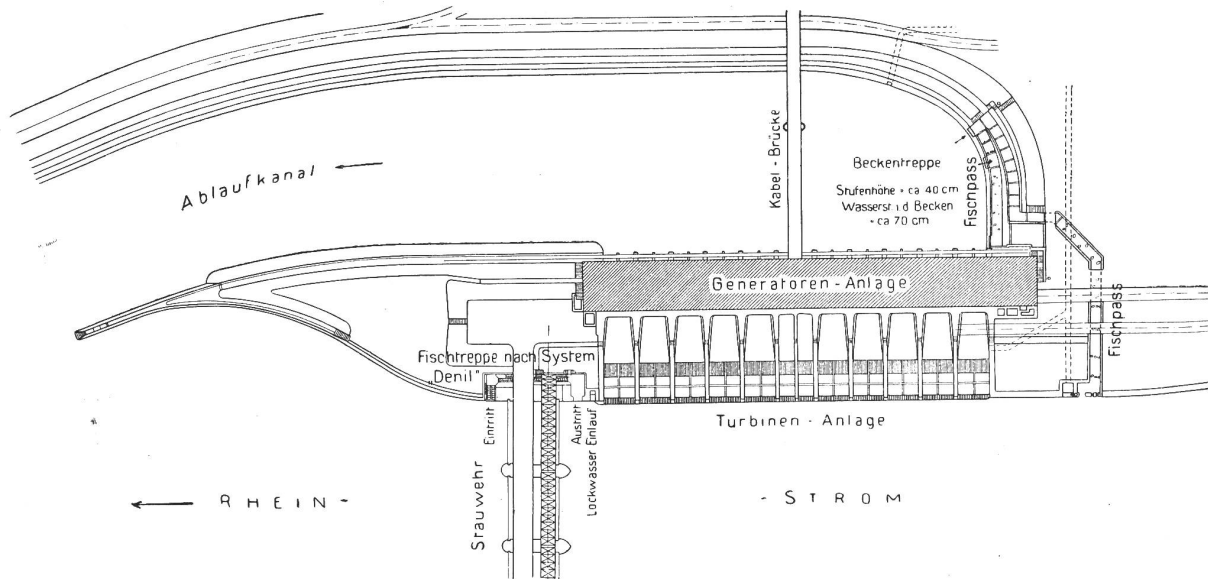 Ablaufkanal
Kabel - Brücke
Beckentreppe
Stufenhöhe = ca 40 cm
Wasserst. i d Becken
= ca 70 cm
Fischpass
Generatoren - Anlage
Fischpass
Fischtreppe nach System
„Denil"
Eintritt
Austritt
Lockwasser Einlauf
Turbinen - Anlage
Stauwehr
RHEIN -
- STROM